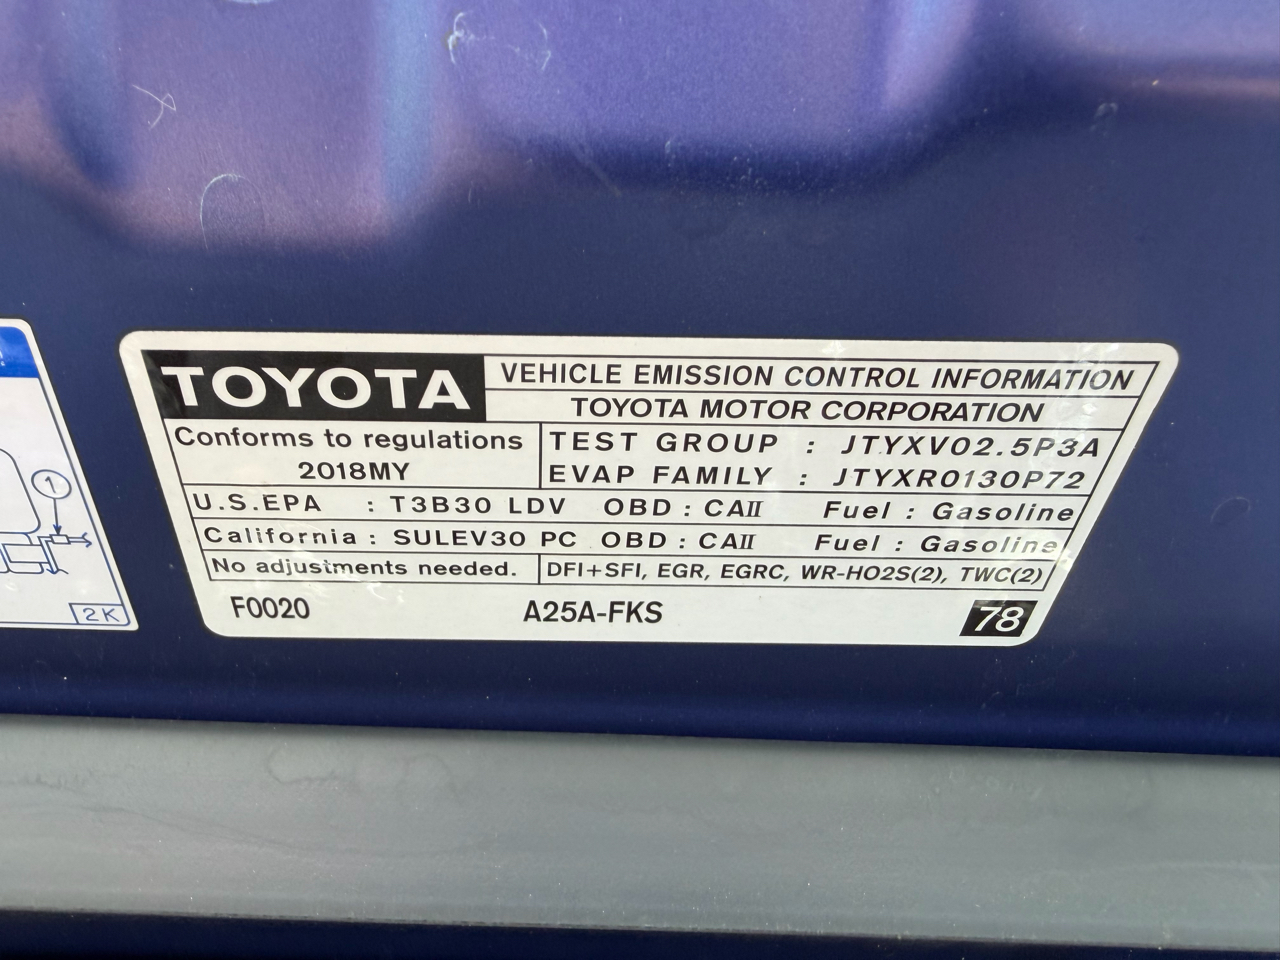 TOYOTA
VEHICLE EMISSION CONTROL INFORMATION
TOYOTA MOTOR CORPORATION
Conforms to regulations
2018MY
TEST GROUP : JTYXV02.5P3A
EVAP FAMILY : JTYXR0130P72
U.S.EPA : T3B30 LDV OBD : CAII Fuel : Gasoline
California : SULEV30 PC OBD : CAII Fuel : Gasoline
No adjustments needed.
DFI+SFI, EGR, EGRC, WR-HO2S(2), TWC(2)
F0020 A25A-FKS 78
1
2K